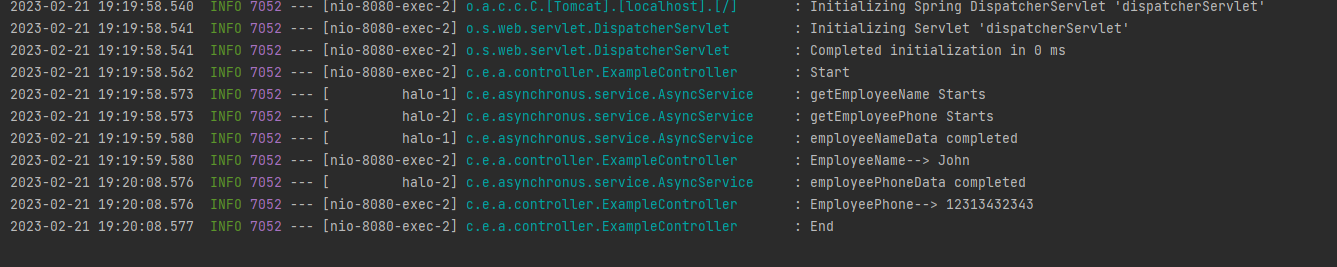 2023-02-21 19:19:58.540 INFO 7052 --- [nio-8080-exec-2] o.a.c.c.C.[Tomcat].[localhost].[/] : Initializing Spring DispatcherServlet 'dispatcherServlet'
2023-02-21 19:19:58.541 INFO 7052 --- [nio-8080-exec-2] o.s.web.servlet.DispatcherServlet : Initializing Servlet 'dispatcherServlet'
2023-02-21 19:19:58.541 INFO 7052 --- [nio-8080-exec-2] o.s.web.servlet.DispatcherServlet : Completed initialization in 0 ms
2023-02-21 19:19:58.562 INFO 7052 --- [nio-8080-exec-2] c.e.a.controller.ExampleController : Start
2023-02-21 19:19:58.573 INFO 7052 --- [ halo-1] c.e.asynchronus.service.AsyncService : getEmployeeName Starts
2023-02-21 19:19:58.573 INFO 7052 --- [ halo-2] c.e.asynchronus.service.AsyncService : getEmployeePhone Starts
2023-02-21 19:19:59.580 INFO 7052 --- [ halo-1] c.e.asynchronus.service.AsyncService : employeeNameData completed
2023-02-21 19:19:59.580 INFO 7052 --- [nio-8080-exec-2] c.e.a.controller.ExampleController : EmployeeName--> John
2023-02-21 19:20:08.576 INFO 7052 --- [ halo-2] c.e.asynchronus.service.AsyncService : employeePhoneData completed
2023-02-21 19:20:08.576 INFO 7052 --- [nio-8080-exec-2] c.e.a.controller.ExampleController : EmployeePhone--> 12313432343
2023-02-21 19:20:08.577 INFO 7052 --- [nio-8080-exec-2] c.e.a.controller.ExampleController : End